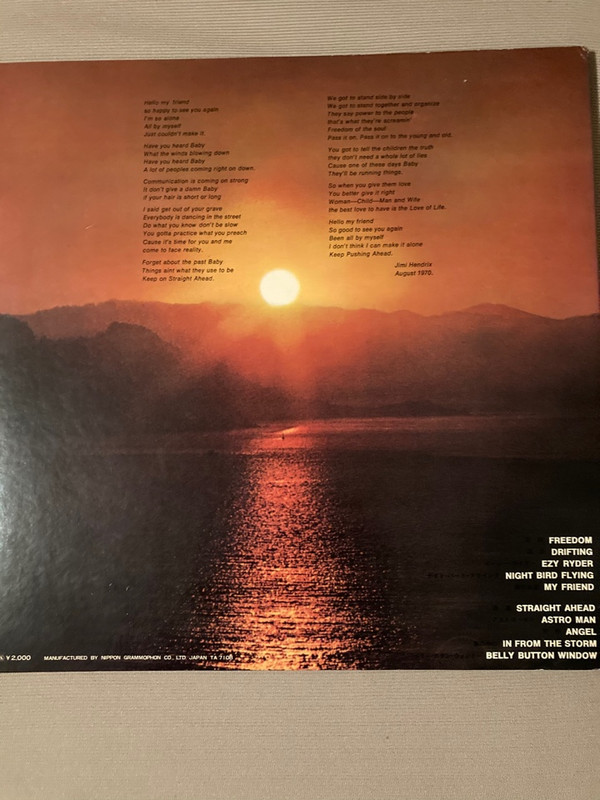 Hello my friend
so happy to see you again
I'm so alone
All by myself
Just couldn't make it.
Have you heard Baby
What the winds blowing down
Have you heard Baby
A lot of peoples coming right on down.
Communication is coming on strong
It don't give a damn Baby
if your hair is short or long
I said get out of your grave
Everybody is dancing in the street
Do what you know don't be slow
You gotta practice what you preach
Cause it's time for you and me
come to face reality.
Forget about the past Baby
Things aint what they use to be
Keep on Straight Ahead.
We got to stand side by side
We got to stand together and organize
They say power to the people
that's what they're screamin'
Freedom of the soul
Pass it on, Pass it on to the young and old.
You got to tell the children the truth
they don't need a whole lot of lies
Cause one of these days Baby
They'll be running things.
So when you give them love
You better give it right
Woman—Child—Man and Wife
the best love to have is the Love of Life.
Hello my friend
So good to see you again
Been all by myself
I don't think I can make it alone
Keep Pushing Ahead.
Jimi Hendrix
August 1970.
FREEDOM
DRIFTING
EZY RYDER
NIGHT BIRD FLYING
MY FRIEND
STRAIGHT AHEAD
ASTRO MAN
ANGEL
IN FROM THE STORM
BELLY BUTTON WINDOW
¥2,000 MANUFACTURED BY NIPPON GRAMMOPHON CO., LTD. JAPAN